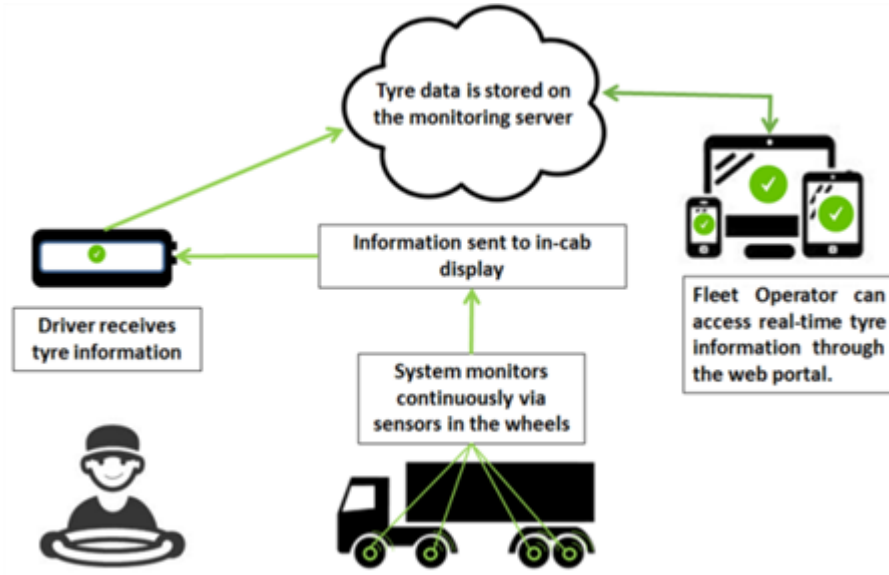 Tyre data is stored on
the monitoring server
Information sent to in-cab
display
Driver receives
tyre information
System monitors
continuously via
sensors in the wheels
Fleet Operator can
access real-time tyre
information through
the web portal.